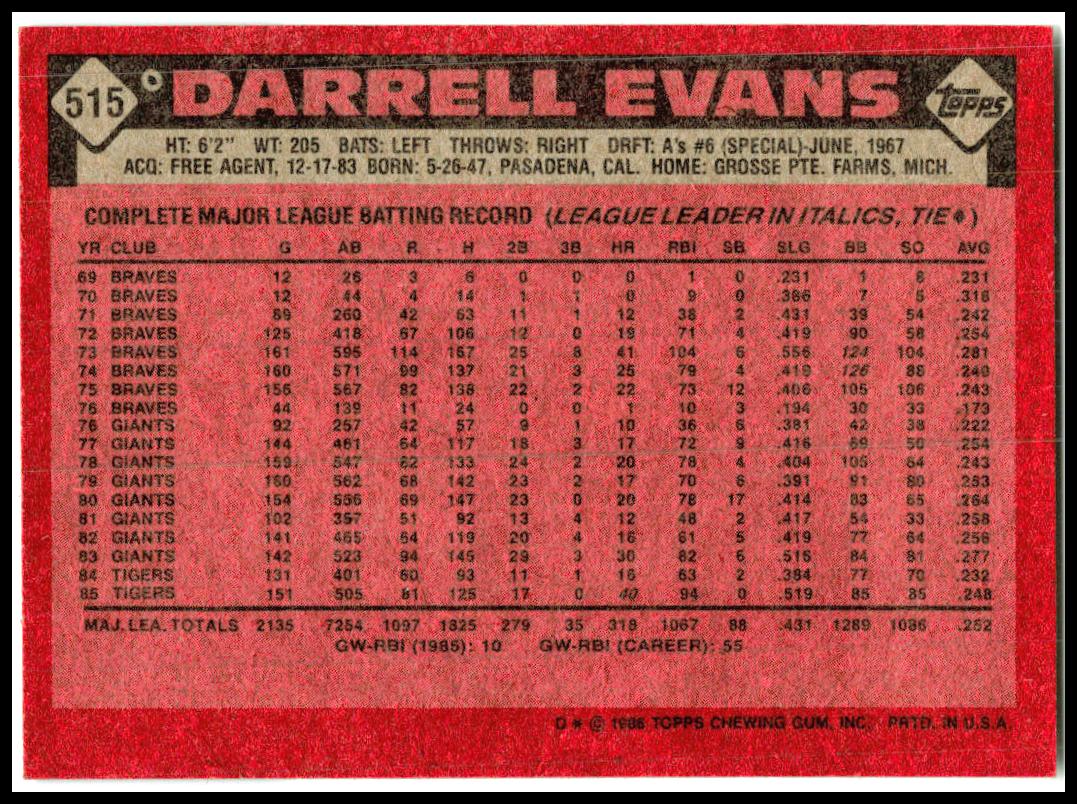 515 DARRELL EVANS Topps
HT: 6'2" WT: 205 BATS: LEFT THROWS: RIGHT DRFT: A's #6 (SPECIAL)-JUNE, 1967
ACQ: FREE AGENT, 12-17-83 BORN: 5-26-47, PASADENA, CAL. HOME: GROSSE PTE. FARMS, MICH.
COMPLETE MAJOR LEAGUE BATTING RECORD (LEAGUE LEADER IN ITALICS, TIE♦)
YR CLUB G AB R H 2B 3B HR RBI SB SLG BB SO AVG
69 BRAVES 12 26 3 6 0 0 0 1 0 .231 1 8 .231
70 BRAVES 12 44 4 14 1 1 0 9 0 .386 7 5 .318
71 BRAVES 89 260 42 63 11 1 12 38 2 .431 39 54 .242
72 BRAVES 125 418 67 106 12 0 19 71 4 .419 90 58 .254
73 BRAVES 161 595 114 167 25 8 41 104 6 .556 124 104 .281
74 BRAVES 160 571 99 137 21 3 25 79 4 .419 126 88 .240
75 BRAVES 156 567 82 138 22 2 22 73 12 .406 105 106 .243
76 BRAVES 44 139 11 24 0 0 1 10 3 .194 30 33 .173
76 GIANTS 92 257 42 57 9 1 10 36 6 .381 42 38 .222
77 GIANTS 144 461 64 117 18 3 17 72 9 .416 69 50 .254
78 GIANTS 159 547 82 133 24 2 20 78 4 .404 105 64 .243
79 GIANTS 160 562 68 142 23 2 17 70 6 .391 91 80 .253
80 GIANTS 154 556 69 147 23 0 20 78 17 .414 83 65 .264
81 GIANTS 102 357 51 92 13 4 12 48 2 .417 54 33 .258
82 GIANTS 141 465 64 119 20 4 16 61 5 .419 77 64 .256
83 GIANTS 142 523 94 145 29 3 30 82 6 .516 84 81 .277
84 TIGERS 131 401 60 93 11 1 16 63 2 .384 77 70 .232
85 TIGERS 151 505 81 125 17 0 40 94 0 .519 85 85 .248
MAJ. LEA. TOTALS 2135 7254 1097 1825 279 35 318 1067 88 .431 1289 1086 .252
GW-RBI (1985): 10 GW-RBI (CAREER): 55
D * © 1986 TOPPS CHEWING GUM, INC. PRTD. IN U.S.A.